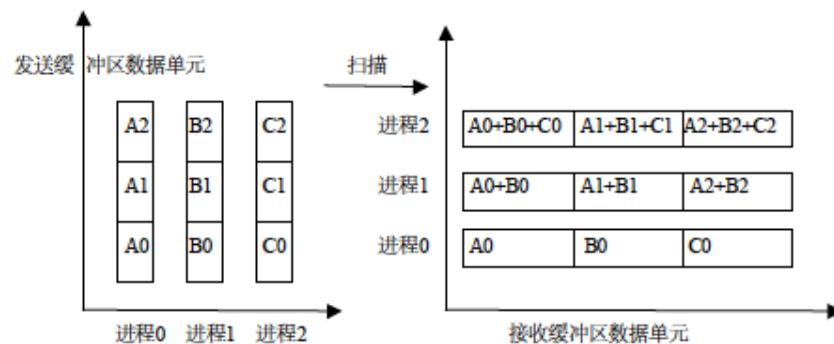 发送缓 冲区数据单元
扫描
A2 B2 C2
A1 B1 C1
A0 B0 C0
进程0 进程1 进程2
进程2 A0+B0+C0 A1+B1+C1 A2+B2+C2
进程1 A0+B0 A1+B1 A2+B2
进程0 A0 B0 C0
接收缓冲区数据单元